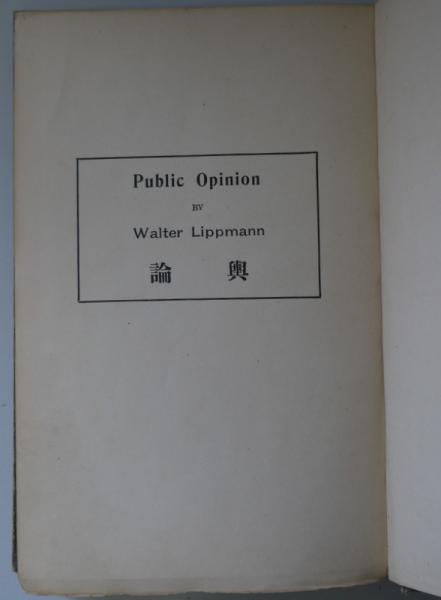 Public Opinion
BY
Walter Lippmann
輿論